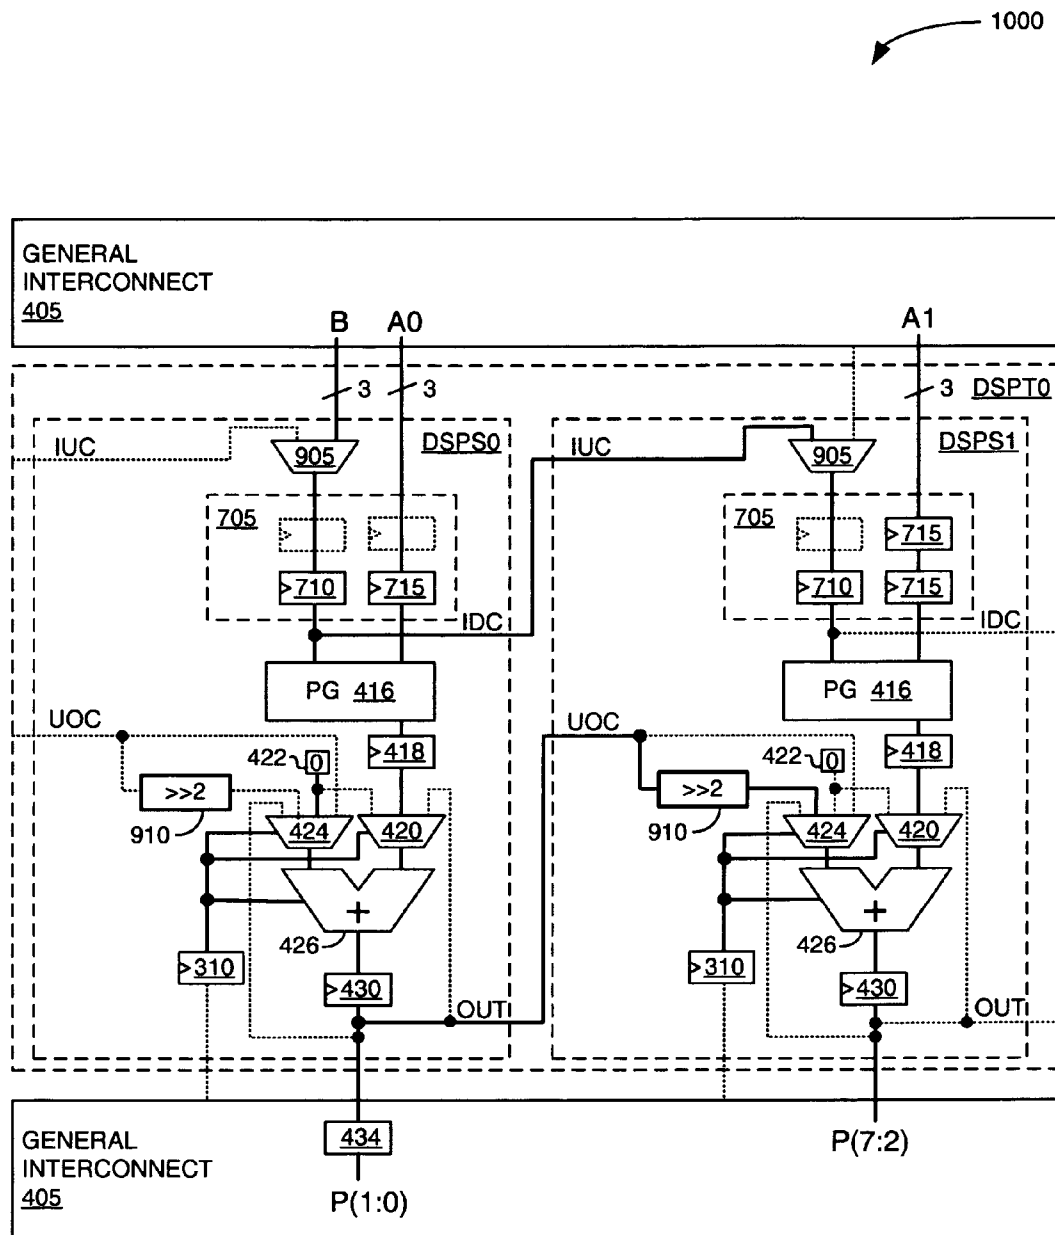 1000
GENERAL
INTERCONNECT
405
B A0 A1
3 3 3 DSPT0
IUC 905 DSPS0 IUC 905 DSPS1
705 705 715
710 715 710 715
IDC IDC
PG 416 PG 416
UOC 418 UOC 418
422 0 422 0
>>2 >>2
910 424 420 910 424 420
+ +
426 426
310 430 310 430
OUT OUT
GENERAL
INTERCONNECT
405
434 P(7:2)
P(1:0)